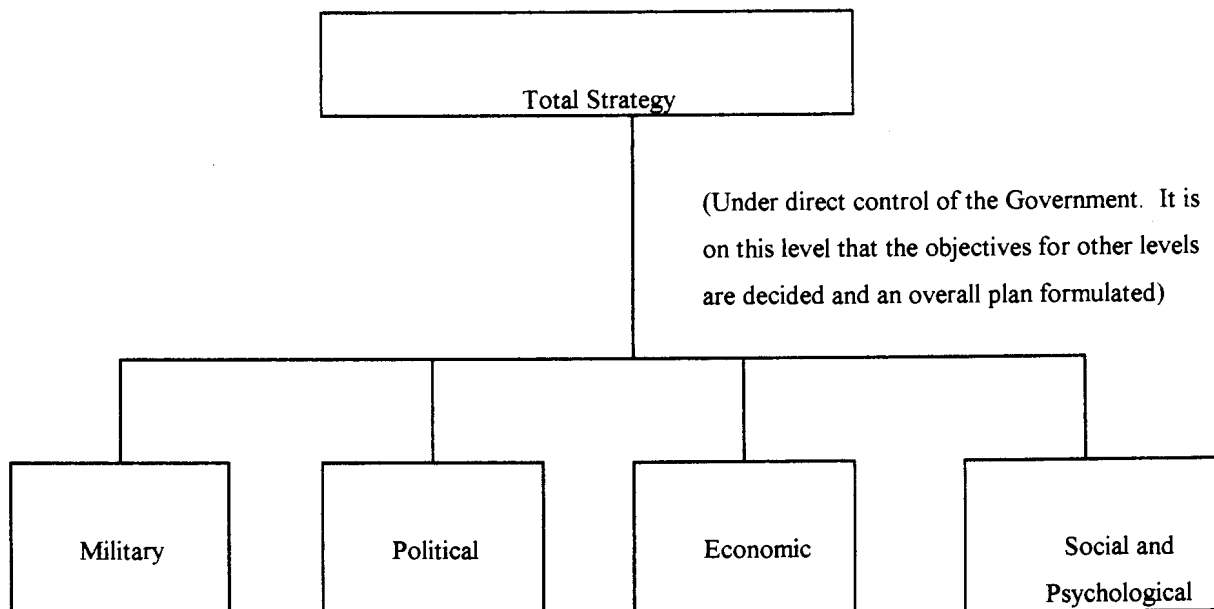 Total Strategy
(Under direct control of the Government. It is
on this level that the objectives for other levels
are decided and an overall plan formulated)
Military
Political
Economic
Social and
Psychological